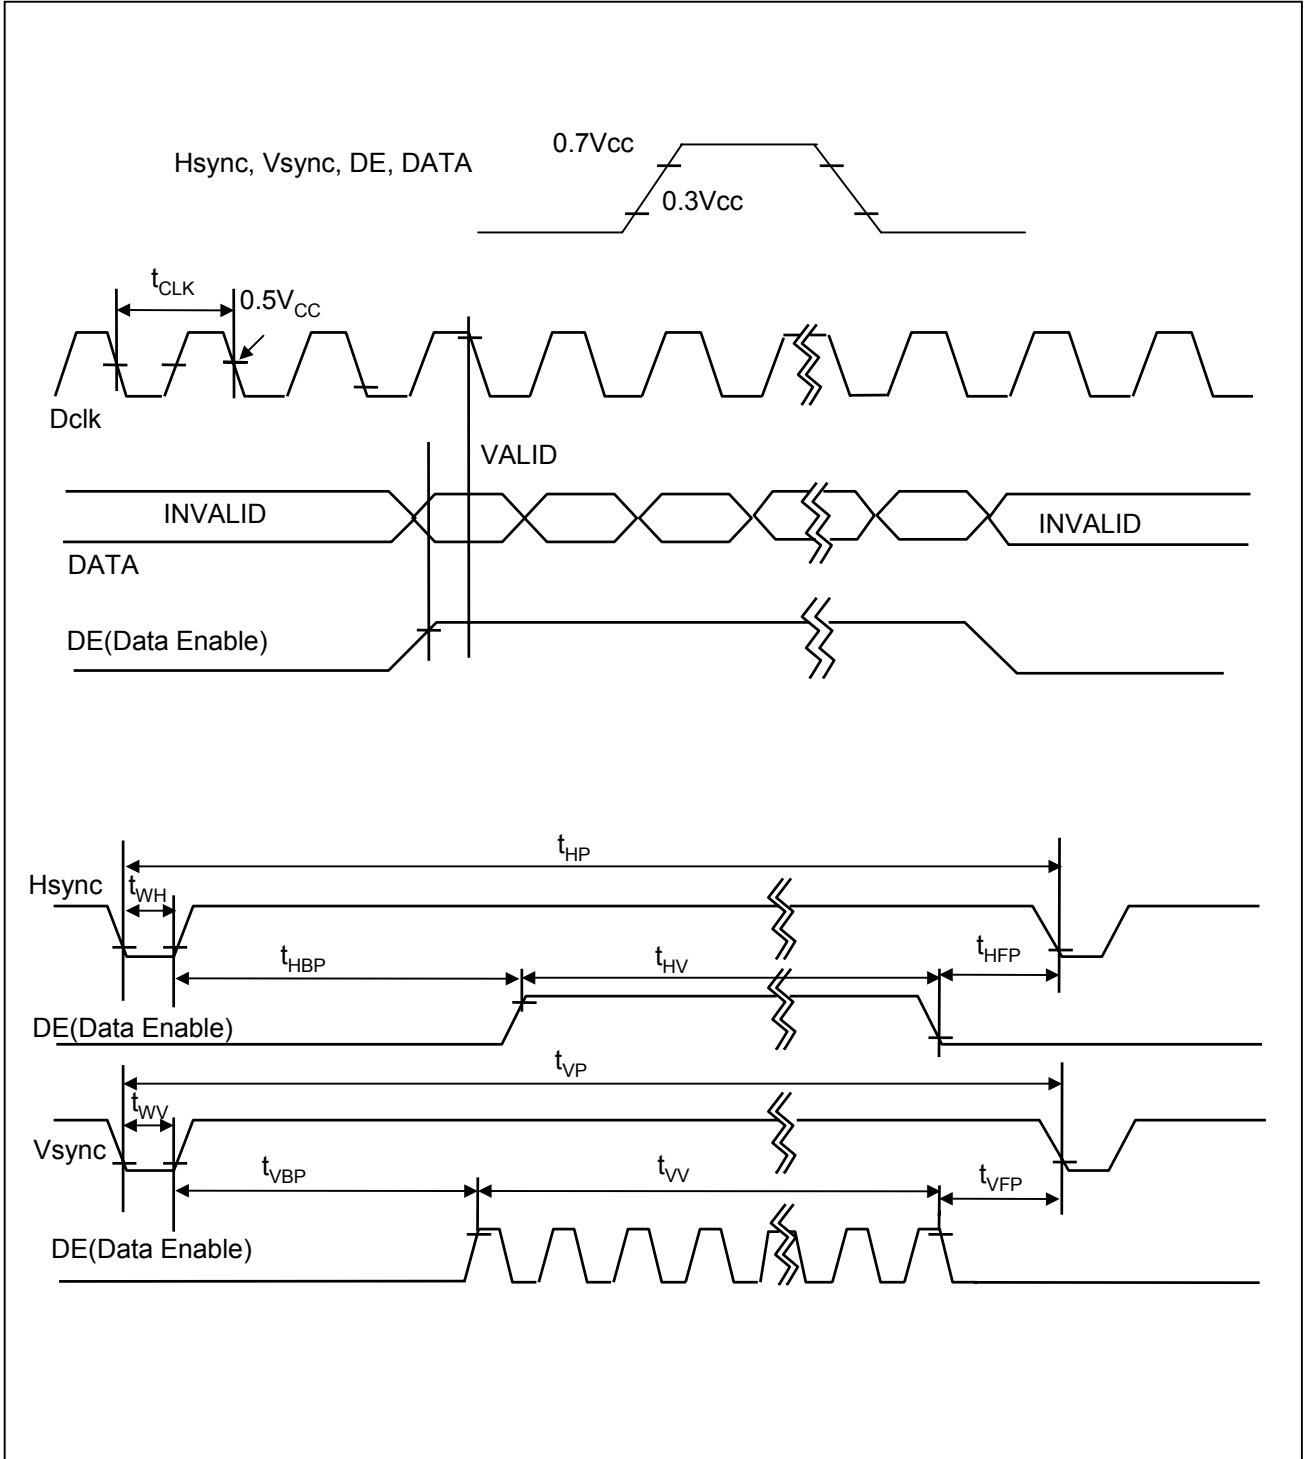 0.7Vcc
Hsync, Vsync, DE, DATA
0.3Vcc
tCLK
0.5VCC
Dclk
VALID
INVALID
INVALID
DATA
DE(Data Enable)
tHP
Hsync
tWH
tHBP
tHV
tHFP
DE(Data Enable)
tVP
tWV
Vsync
tVBP
tVV
tVFP
DE(Data Enable)